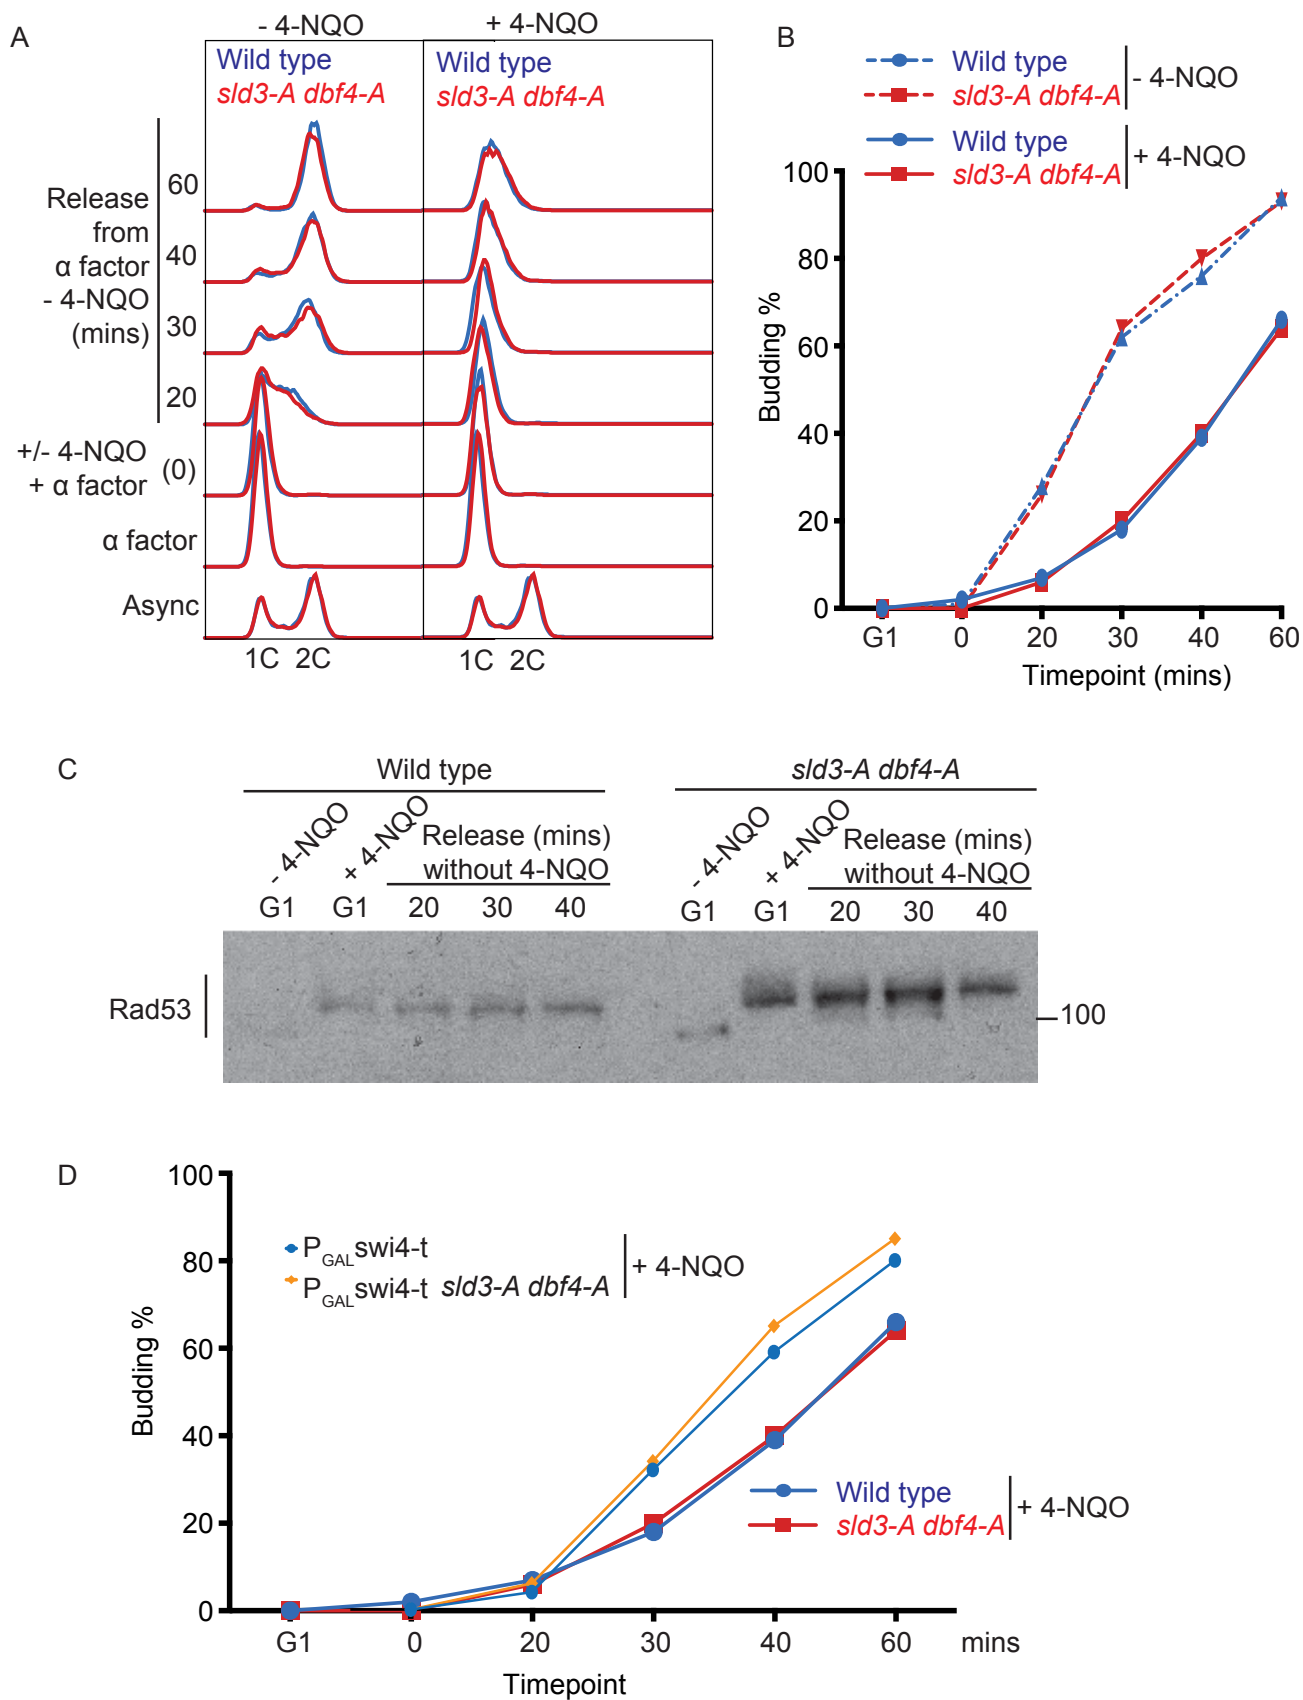 A
- 4-NQO
+ 4-NQO
Wild type
sld3-A dbf4-A
Wild type
sld3-A dbf4-A
Release
from
α factor
- 4-NQO
(mins)
60
40
30
20
+/- 4-NQO
+ α factor
(0)
α factor
Async
1C 2C
1C 2C
B
Wild type
sld3-A dbf4-A
- 4-NQO
Wild type
sld3-A dbf4-A
+ 4-NQO
Budding %
100
80
60
40
20
0
G1 0 20 30 40 60
Timepoint (mins)
C
Wild type
sld3-A dbf4-A
- 4-NQO
+ 4-NQO
Release (mins)
without 4-NQO
- 4-NQO
+ 4-NQO
Release (mins)
without 4-NQO
G1 G1 20 30 40
G1 G1 20 30 40
Rad53
100
D
Budding %
100
80
60
40
20
0
PGALswi4-t
PGALswi4-t sld3-A dbf4-A
+ 4-NQO
Wild type
sld3-A dbf4-A
+ 4-NQO
G1 0 20 30 40 60 mins
Timepoint